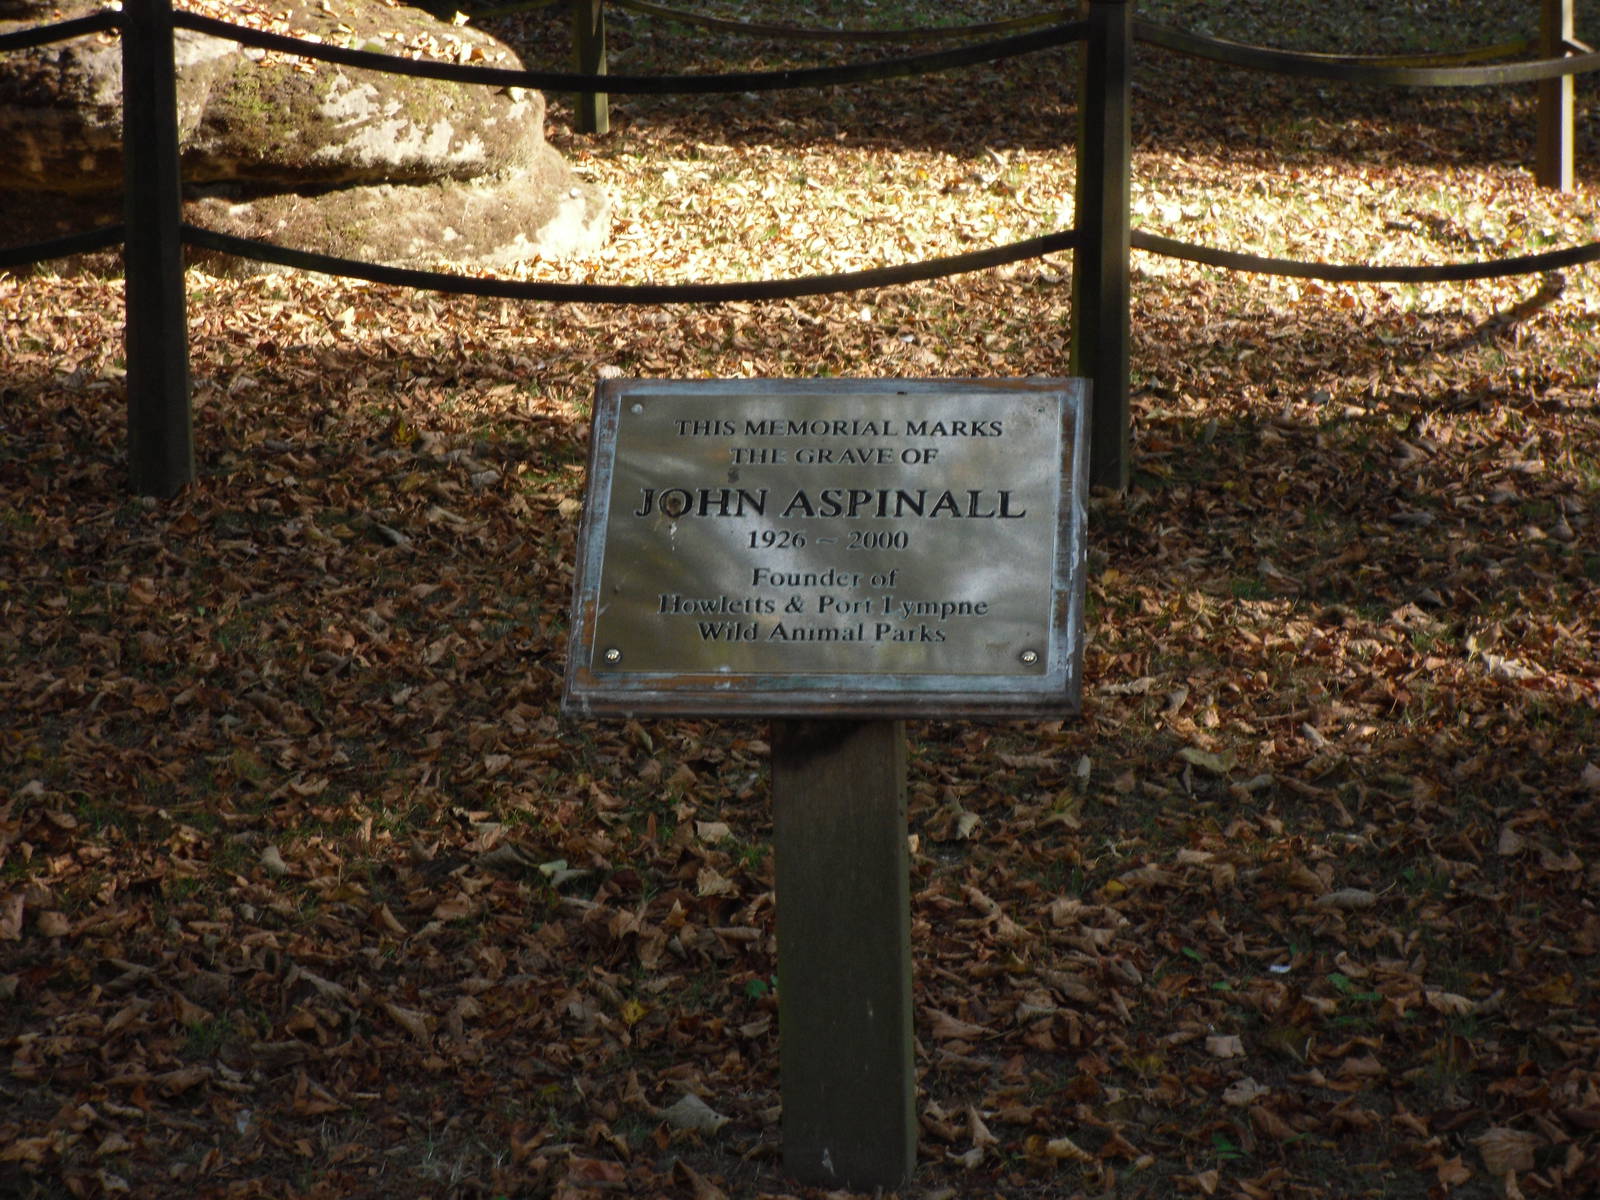 THIS MEMORIAL MARKS
THE GRAVE OF
JOHN ASPINALL
1926 ~ 2000
Founder of
Howletts & Port Lympne
Wild Animal Parks